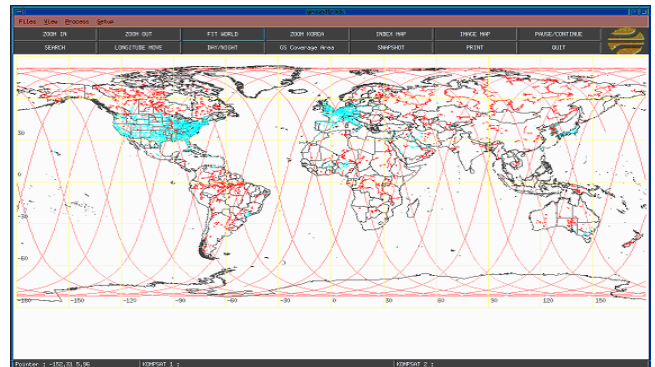 Files View Process Setup
ZOOM IN ZOOM OUT FIT WORLD ZOOM KOREA INDEX MAP IMAGE MAP PAUSE/CONTINUE
SEARCH LONGITUDE MOVE DAY/NIGHT GS Coverage Area SNAPSHOT PRINT QUIT
30
0
-30
-60
-180 -150 -120 -90 -60 -30 0 30 60 90 120 150
Pointer : -152.31 5.96 KOMPSAT 1 : KOMPSAT 2 :